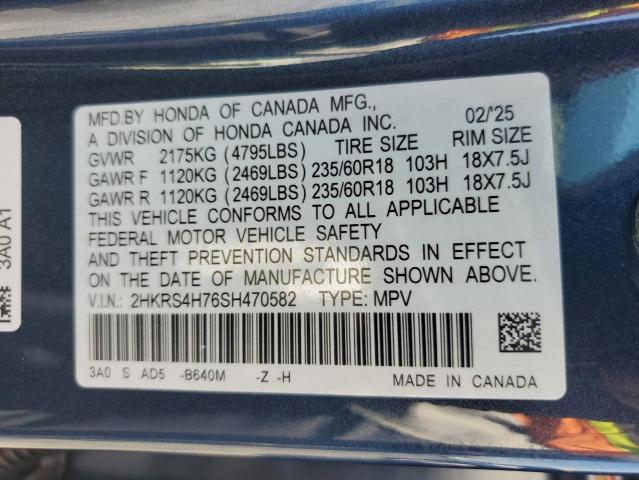 MFD.BY HONDA OF CANADA MFG., 02/'25
A DIVISION OF HONDA CANADA INC.
GVWR 2175KG (4795LBS) TIRE SIZE RIM SIZE
GAWR F 1120KG (2469LBS) 235/60R18 103H 18X7.5J
GAWR R 1120KG (2469LBS) 235/60R18 103H 18X7.5J
THIS VEHICLE CONFORMS TO ALL APPLICABLE
FEDERAL MOTOR VEHICLE SAFETY
AND THEFT PREVENTION STANDARDS IN EFFECT
ON THE DATE OF MANUFACTURE SHOWN ABOVE.
V.I.N.: 2HKRS4H76SH470582 TYPE: MPV
3A0 S AD5 -B640M -Z -H MADE IN CANADA
3A0 A1